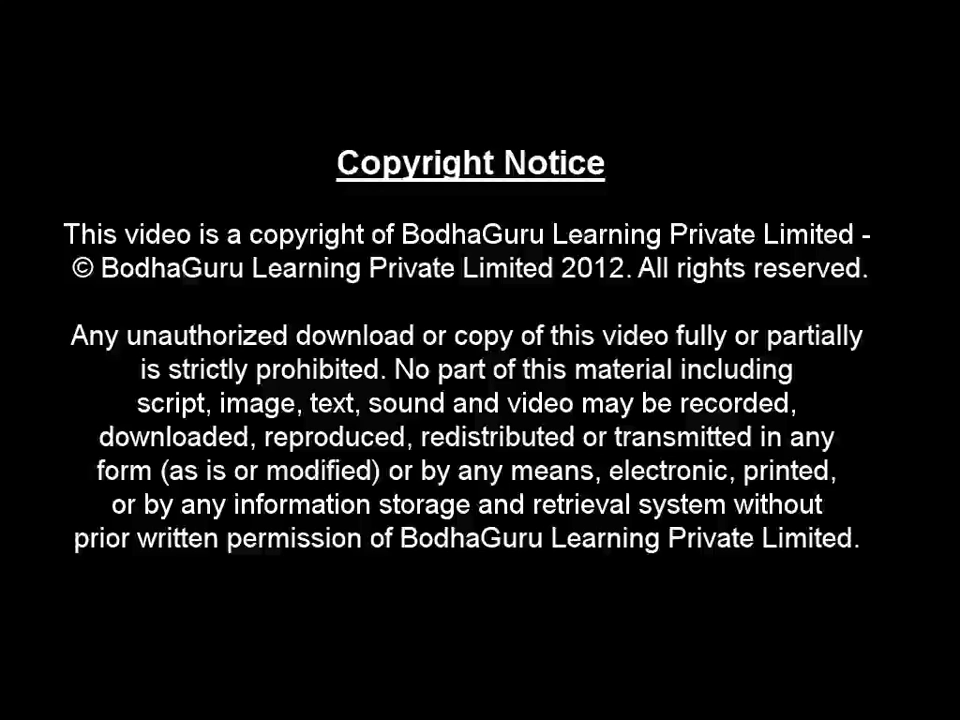 Copyright Notice
This video is a copyright of BodhaGuru Learning Private Limited -
© BodhaGuru Learning Private Limited 2012. All rights reserved.
Any unauthorized download or copy of this video fully or partially
is strictly prohibited. No part of this material including
script, image, text, sound and video may be recorded,
downloaded, reproduced, redistributed or transmitted in any
form (as is or modified) or by any means, electronic, printed,
or by any information storage and retrieval system without
prior written permission of BodhaGuru Learning Private Limited.